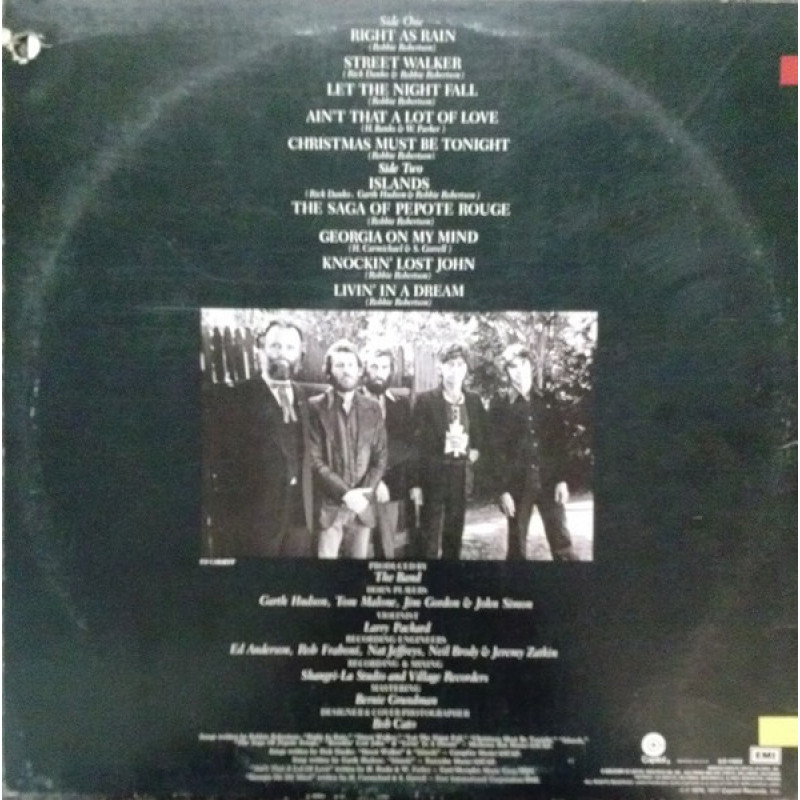 Side One
RIGHT AS RAIN
(Robbie Robertson)
STREET WALKER
(Rick Danko & Robbie Robertson)
LET THE NIGHT FALL
(Robbie Robertson)
AIN'T THAT A LOT OF LOVE
(H. Banks & W. Parker)
CHRISTMAS MUST BE TONIGHT
(Robbie Robertson)
Side Two
ISLANDS
(Rick Danko, Garth Hudson & Robbie Robertson)
THE SAGA OF PEPOTE ROUGE
(Robbie Robertson)
GEORGIA ON MY MIND
(H. Carmichael & S. Gorrell)
KNOCKIN' LOST JOHN
(Robbie Robertson)
LIVIN' IN A DREAM
(Robbie Robertson)
PRODUCED BY
The Band
HORN PLAYERS
Garth Hudson, Tom Malone, Jim Gordon & John Simon
VIOLINIST
Larry Packard
RECORDING ENGINEERS
Ed Anderson, Rob Fraboni, Nat Jeffrey, Neil Brody & Jeremy Zatkin
RECORDING & MIXING
Shangri-La Studio and Village Recorders
MASTERING
Bernie Grundman
DESIGNER & COVER PHOTOGRAPHER
Bob Cato
Capitol
EMI